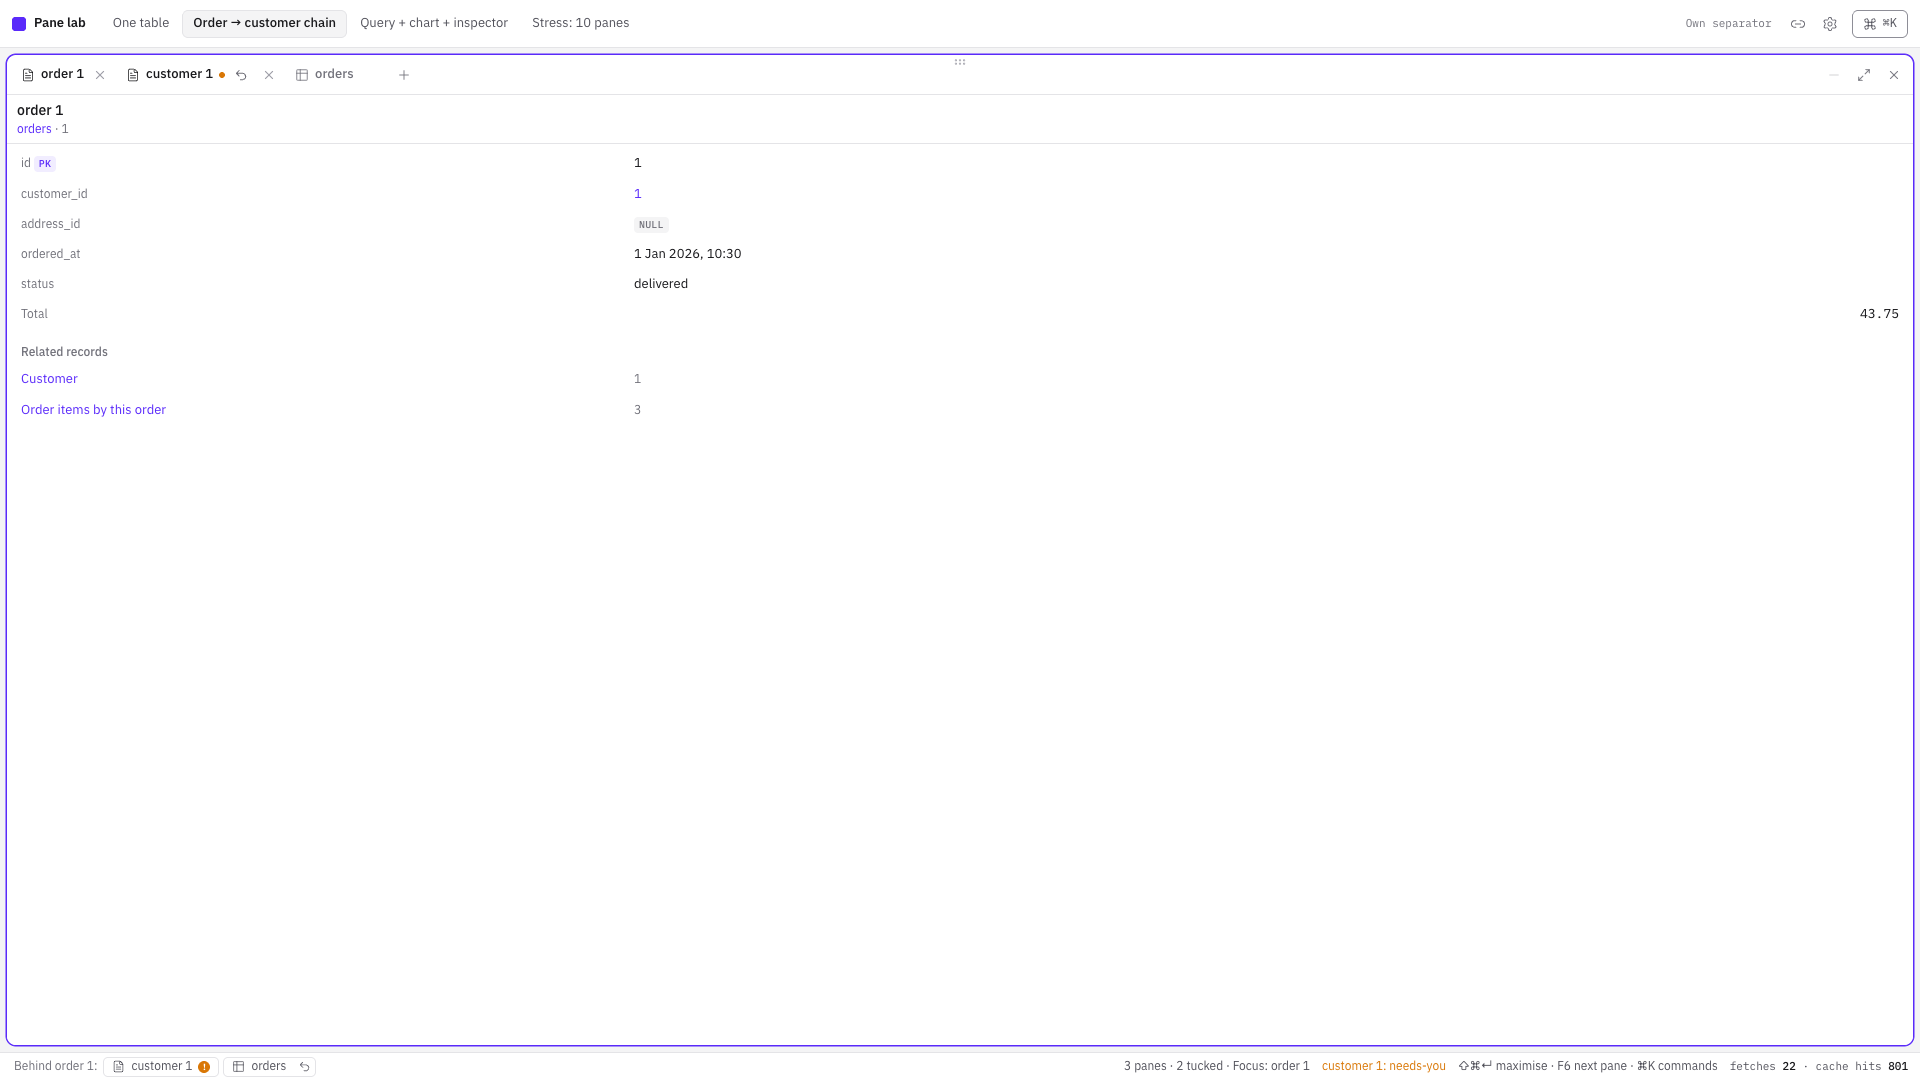 Pane lab One table Order → customer chain Query + chart + inspector Stress: 10 panes Own separator ⌘ ⌘K
order 1 customer 1 orders
order 1
orders · 1
id PK 1
customer_id 1
address_id NULL
ordered_at 1 Jan 2026, 10:30
status delivered
Total 43.75
Related records
Customer 1
Order items by this order 3
Behind order 1: customer 1 ! orders 3 panes · 2 tucked · Focus: order 1 customer 1: needs-you ⇧⌘↵ maximise · F6 next pane · ⌘K commands fetches 22 · cache hits 801